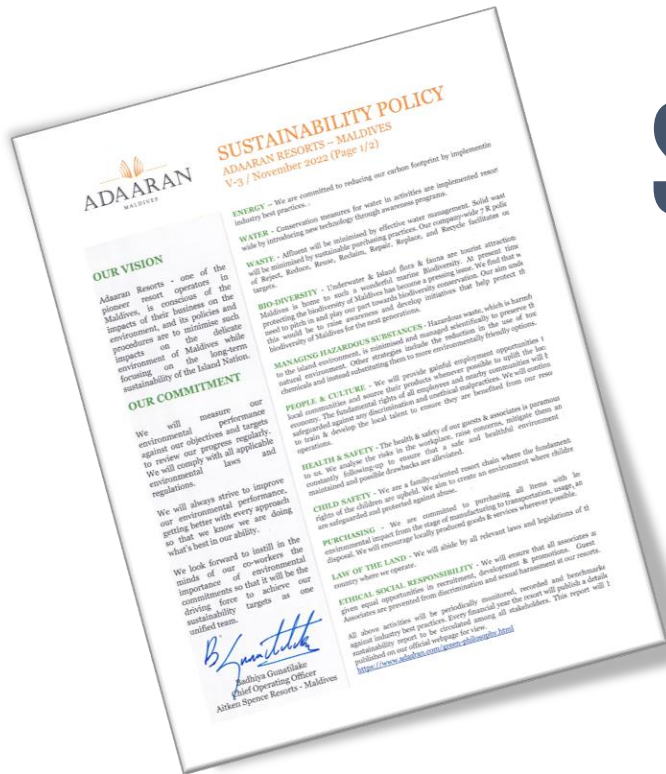 ADAARAN
MALDIVES
SUSTAINABILITY POLICY
ADAARAN RESORTS – MALDIVES
V-3 / November 2022 (Page 1/2)
OUR VISION
Adaaran Resorts - one of the
pioneer resort operators in
Maldives, is conscious of the
impacts of their business on the
environment, and its policies and
procedures are to minimise such
impacts on the delicate
environment of Maldives while
focusing on the long-term
sustainability of the Island Nation.
OUR COMMITMENT
We will measure our
environmental performance
against our objectives and targets
to review our progress regularly.
We will comply with all applicable
environmental laws and
regulations.
We will always strive to improve
our environmental performance,
getting better with every approach
so that we know we are doing
what's best in our ability.
We look forward to instill in the
minds of our co-workers the
importance of environmental
commitments so that it will be the
driving force to achieve our
sustainability targets as one
unified team.
Badhiya Gunatilake
Chief Operating Officer
Aitken Spence Resorts - Maldives
ENERGY – We are committed to reducing our carbon footprint by implementin
industry best practices. .
WATER - Conservation measures for water in activities are implemented resor
wide by introducing new technology through awareness programs.
WASTE - Affluent will be minimised by effective water management. Solid wast
will be minimised by sustainable purchasing practices. Our company-wide 7 R polic
of Reject, Reduce, Reuse, Reclaim, Repair, Replace, and Recycle facilitates ou
targets.
BIO-DIVERSITY - Underwater & Island flora & fauna are tourist attraction
Maldives is home to such a wonderful marine Biodiversity. At present time
protecting the biodiversity of Maldives has become a pressing issue. We find that w
need to pitch in and play our part towards biodiversity conservation. Our aim unde
this would be to raise awareness and develop initiatives that help protect th
biodiversity of Maldives for the next generations.
MANAGING HAZARDOUS SUBSTANCES - Hazardous waste, which is harmf
to the island environment, is minimised and managed scientifically to preserve th
natural environment. Other strategies include the reduction in the use of toxi
chemicals and instead substituting them to more environmentally friendly options.
PEOPLE & CULTURE - We will provide gainful employment opportunities t
local communities and source their products whenever possible to uplift the loc
economy. The fundamental rights of all employees and nearby communities will b
safeguarded against any discrimination and unethical malpractices. We will contin
to train & develop the local talent to ensure they are benefited from our reso
operations.
HEALTH & SAFETY - The health & safety of our guests & associates is paramou
to us. We analyse the risks in the workplace, raise concerns, mitigate them an
constantly following-up to ensure that a safe and healthful environment
maintained and possible drawbacks are alleviated.
CHILD SAFETY - We are a family-oriented resort chain where the fundament
rights of the children are upheld. We aim to create an environment where childre
are safeguarded and protected against abuse.
PURCHASING - We are committed to purchasing all items with le
environmental impact from the stage of manufacturing to transportation, usage, an
disposal. We will encourage locally produced goods & services wherever possible.
LAW OF THE LAND - We will abide by all relevant laws and legislations of th
country where we operate.
ETHICAL SOCIAL RESPONSIBILITY - We will ensure that all associates ar
given equal opportunities in recruitment, development & promotions. Guest
Associates are prevented from discrimination and sexual harassment at our resorts.
All above activities will be periodically monitored, recorded and benchmarke
against industry best practices. Every financial year the resort will publish a detaile
sustainability report to be circulated among all stakeholders. This report will b
published on our official webpage for view.
https://www.adaaran.com/green-philosophy.html